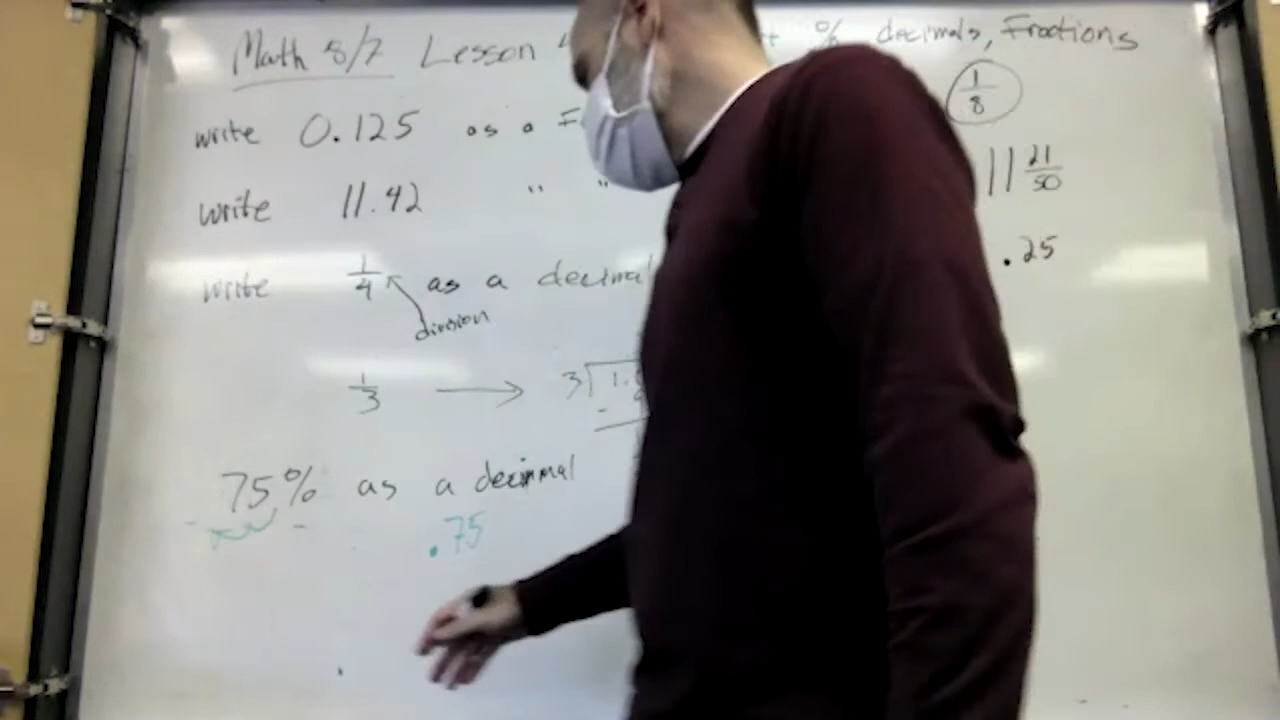 Math 8/7 Lesson % decimals, Fractions
write 0.125 as a F 1/8
write 11.42 " " 11 21/50
write 1/4 as a decimal .25
division
1/3 → 3 1.
75% as a decimal
.75